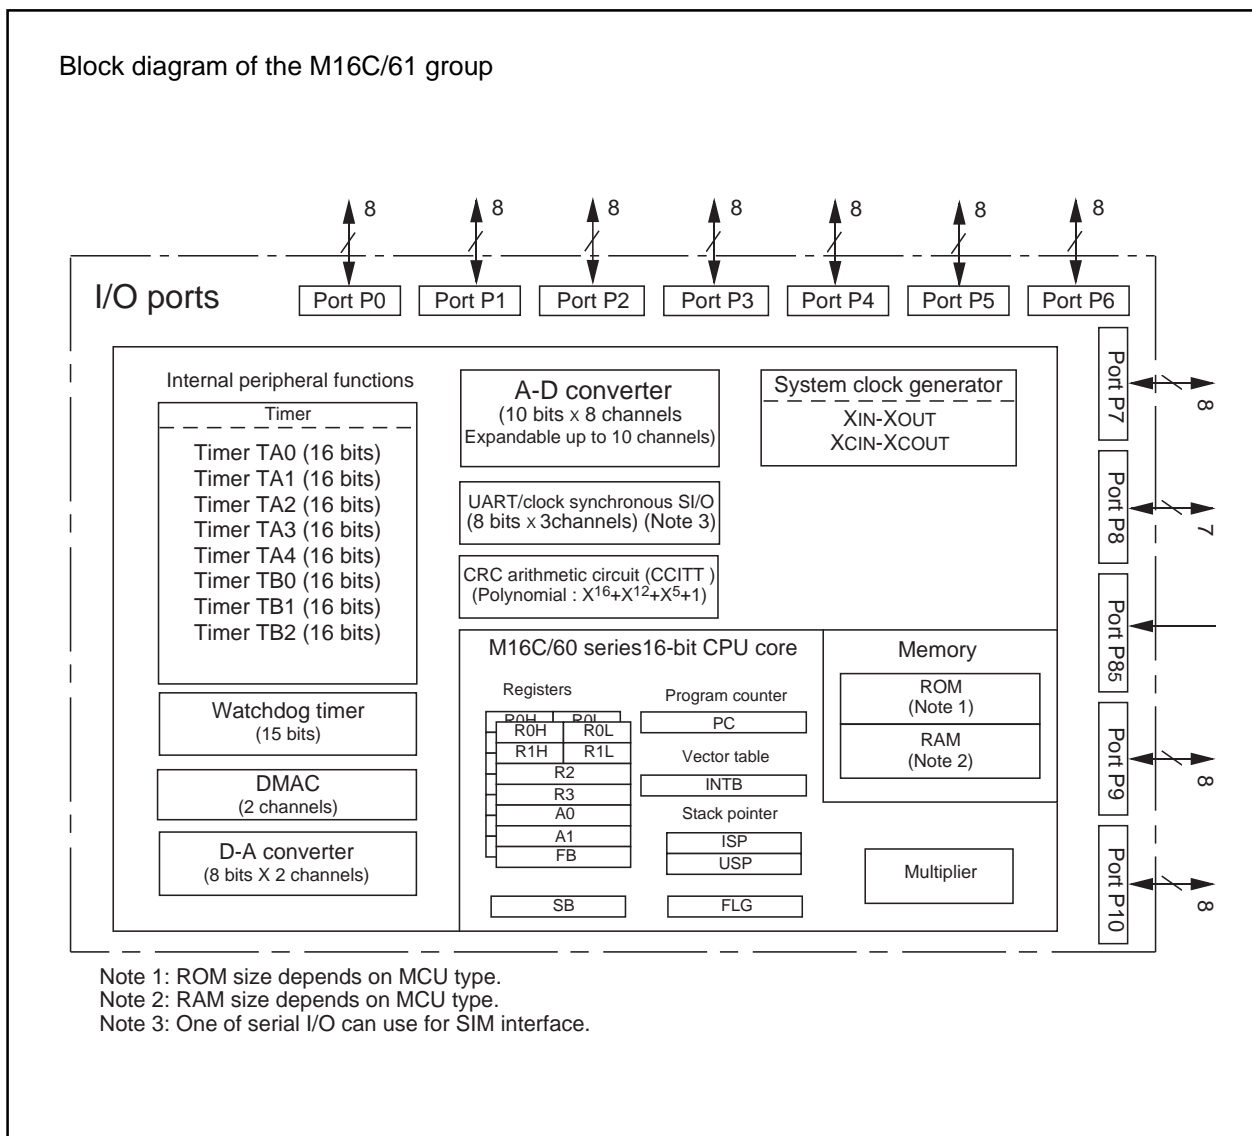 Block diagram of the M16C/61 group
8 8 8 8 8 8 8
I/O ports
Port P0 Port P1 Port P2 Port P3 Port P4 Port P5 Port P6
Port P7
8
Port P8
7
Port P85
Port P9
8
Port P10
8
Internal peripheral functions
Timer
Timer TA0 (16 bits)
Timer TA1 (16 bits)
Timer TA2 (16 bits)
Timer TA3 (16 bits)
Timer TA4 (16 bits)
Timer TB0 (16 bits)
Timer TB1 (16 bits)
Timer TB2 (16 bits)
Watchdog timer
(15 bits)
DMAC
(2 channels)
D-A converter
(8 bits X 2 channels)
A-D converter
(10 bits x 8 channels
Expandable up to 10 channels)
UART/clock synchronous SI/O
(8 bits x 3channels) (Note 3)
CRC arithmetic circuit (CCITT )
(Polynomial : X16+X12+X5+1)
System clock generator
XIN-XOUT
XCIN-XCOUT
M16C/60 series16-bit CPU core
Registers
R0H R0L
R0H R0L
R1H R1L
R2
R3
A0
A1
FB
SB
Program counter
PC
Vector table
INTB
Stack pointer
ISP
USP
FLG
Memory
ROM
(Note 1)
RAM
(Note 2)
Multiplier
Note 1: ROM size depends on MCU type.
Note 2: RAM size depends on MCU type.
Note 3: One of serial I/O can use for SIM interface.